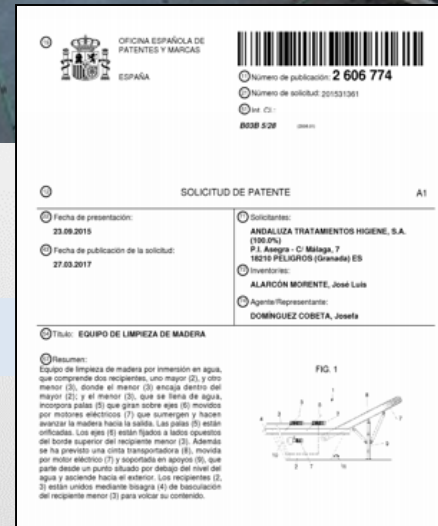 OFICINA ESPAÑOLA DE
PATENTES Y MARCAS
ESPAÑA
Número de publicación: 2 606 774
Número de solicitud: 201531361
Int. Cl.:
B03B 5/28
SOLICITUD DE PATENTE
A1
Fecha de presentación:
23.09.2015
Fecha de publicación de la solicitud:
27.03.2017
Solicitantes:
ANDALUZA TRATAMIENTOS HIGIENE, S.A.
(100.0%)
P.I. Asegra - C/ Málaga, 7
18210 PELIGROS (Granada) ES
Inventor/es:
ALARCÓN MORENTE, José Luis
Agente/Representante:
DOMÍNGUEZ COBETA, Josefa
Título: EQUIPO DE LIMPIEZA DE MADERA
Resumen:
Equipo de limpieza de madera por inmersión en agua,
que comprende dos recipientes, uno mayor (2), y otro
menor (3), donde el menor (3) encaja dentro del
mayor (2); y el menor (3), que se llena de agua,
incorpora palas (5) que giran sobre ejes (6) movidos
por motores eléctricos (7) que sumergen y hacen
avanzar la madera hacia la salida. Las palas (5) están
orificadas. Los ejes (6) están fijados a lados opuestos
del borde superior del recipiente menor (3). Además
se ha previsto una cinta transportadora (8), movida
por motor eléctrico (7) y soportada en apoyos (9), que
parte desde un punto situado por debajo del nivel del
agua y asciende hacia el exterior. Los recipientes (2,
3) están unidos mediante bisagra (4) de basculación
del recipiente menor (3) para volcar su contenido.
FIG. 1